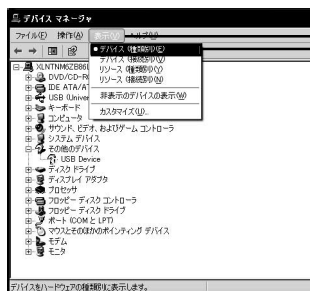 デバイス マネージャ
ファイル(F) 操作(A) 表示(V) ヘルプ(H)
デバイス (種類別)(E)
デバイス (接続別)(V)
リソース (種類別)(Y)
リソース (接続別)(N)
非表示のデバイスの表示(W)
カスタマイズ(U)...
DVD/CD-R
IDE ATA/AT
USB (Univer
キーボード
コンピュータ
サウンド、ビデオ、およびゲーム コントローラ
システム デバイス
その他のデバイス
USB Device
ディスク ドライブ
ディスプレイ アダプタ
プロセッサ
フロッピー ディスク コントローラ
フロッピー ディスク ドライブ
ポート (COM と LPT)
マウスとそのほかのポインティング デバイス
モデム
モニタ
デバイスをハードウェアの種類別に表示します。